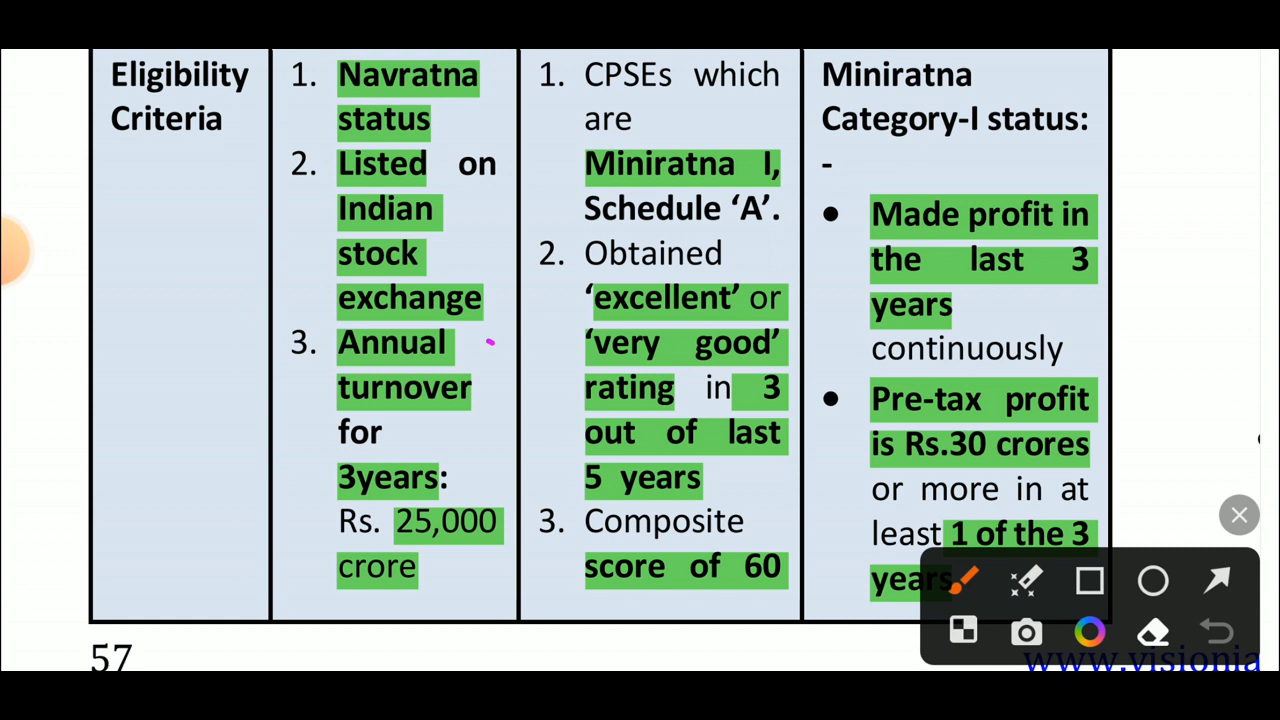 Eligibility
Criteria
1. Navratna
status
2. Listed on
Indian
stock
exchange
3. Annual
turnover
for
3years:
Rs. 25,000
crore
1. CPSEs which
are
Miniratna I,
Schedule ‘A’.
2. Obtained
‘excellent’ or
‘very good’
rating in 3
out of last
5 years
3. Composite
score of 60
Miniratna
Category-I status:
-
● Made profit in
the last 3
years
continuously
● Pre-tax profit
is Rs.30 crores
or more in at
least 1 of the 3
years
57
www.visionia